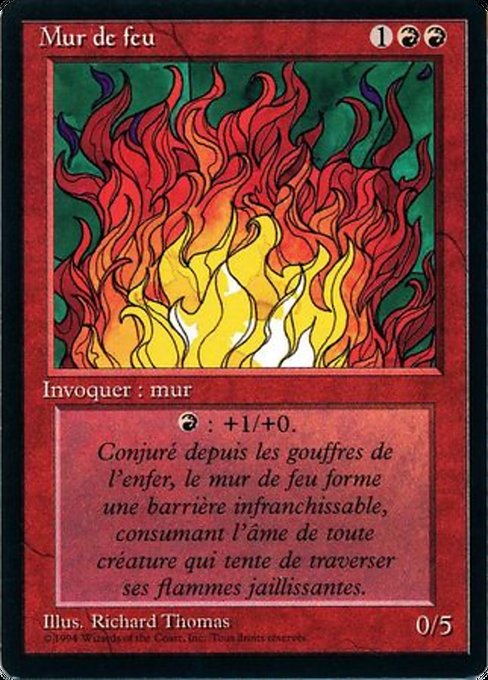 Mur de feu 1
Invoquer : mur
: +1/+0.
Conjuré depuis les gouffres de
l'enfer, le mur de feu forme
une barrière infranchissable,
consumant l'âme de toute
créature qui tente de traverser
ses flammes jaillissantes.
Illus. Richard Thomas
©1994 Wizards of the Coast, Inc. Tous droits réservés
0/5